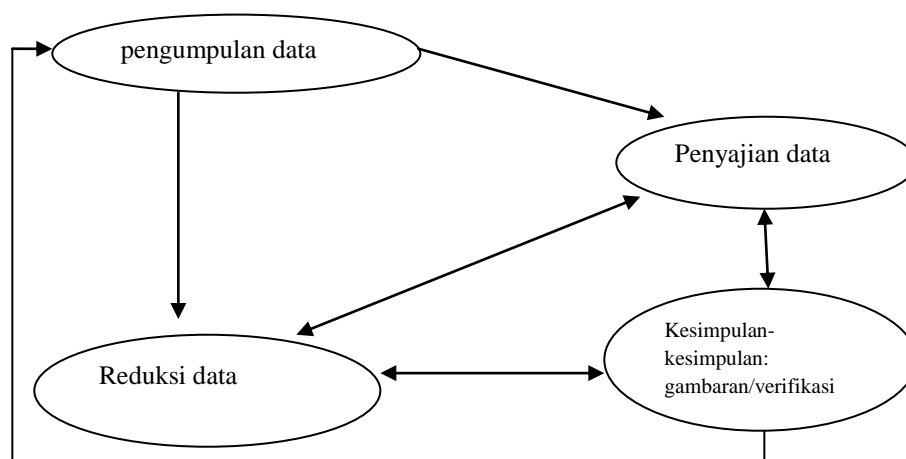 pengumpulan data
Penyajian data
Reduksi data
Kesimpulan-
kesimpulan:
gambaran/verifikasi